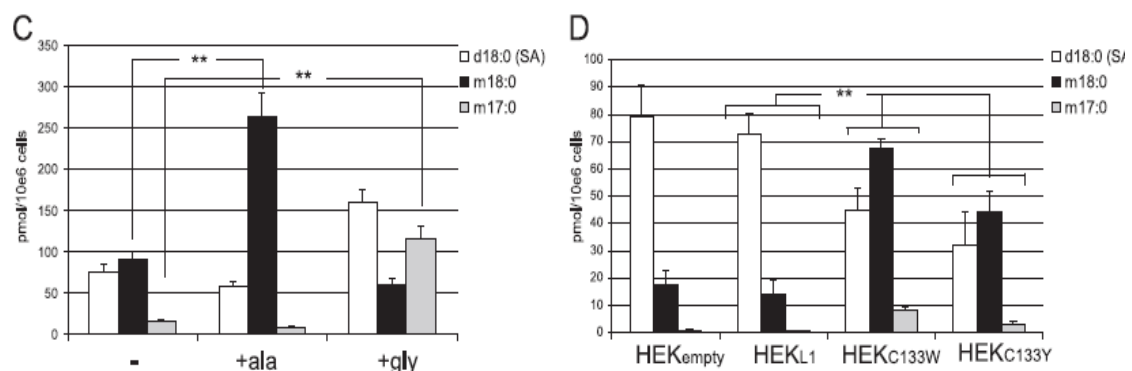 C
350
300
250
200
150
100
50
0
pmol/10e6 cells
** 
**
- +ala +gly
d18:0 (SA)
m18:0
m17:0
D
100
90
80
70
60
50
40
30
20
10
0
pmol/10e6 cells
**
HEKempty HEKL1 HEKC133W HEKC133Y
d18:0 (SA
m18:0
m17:0